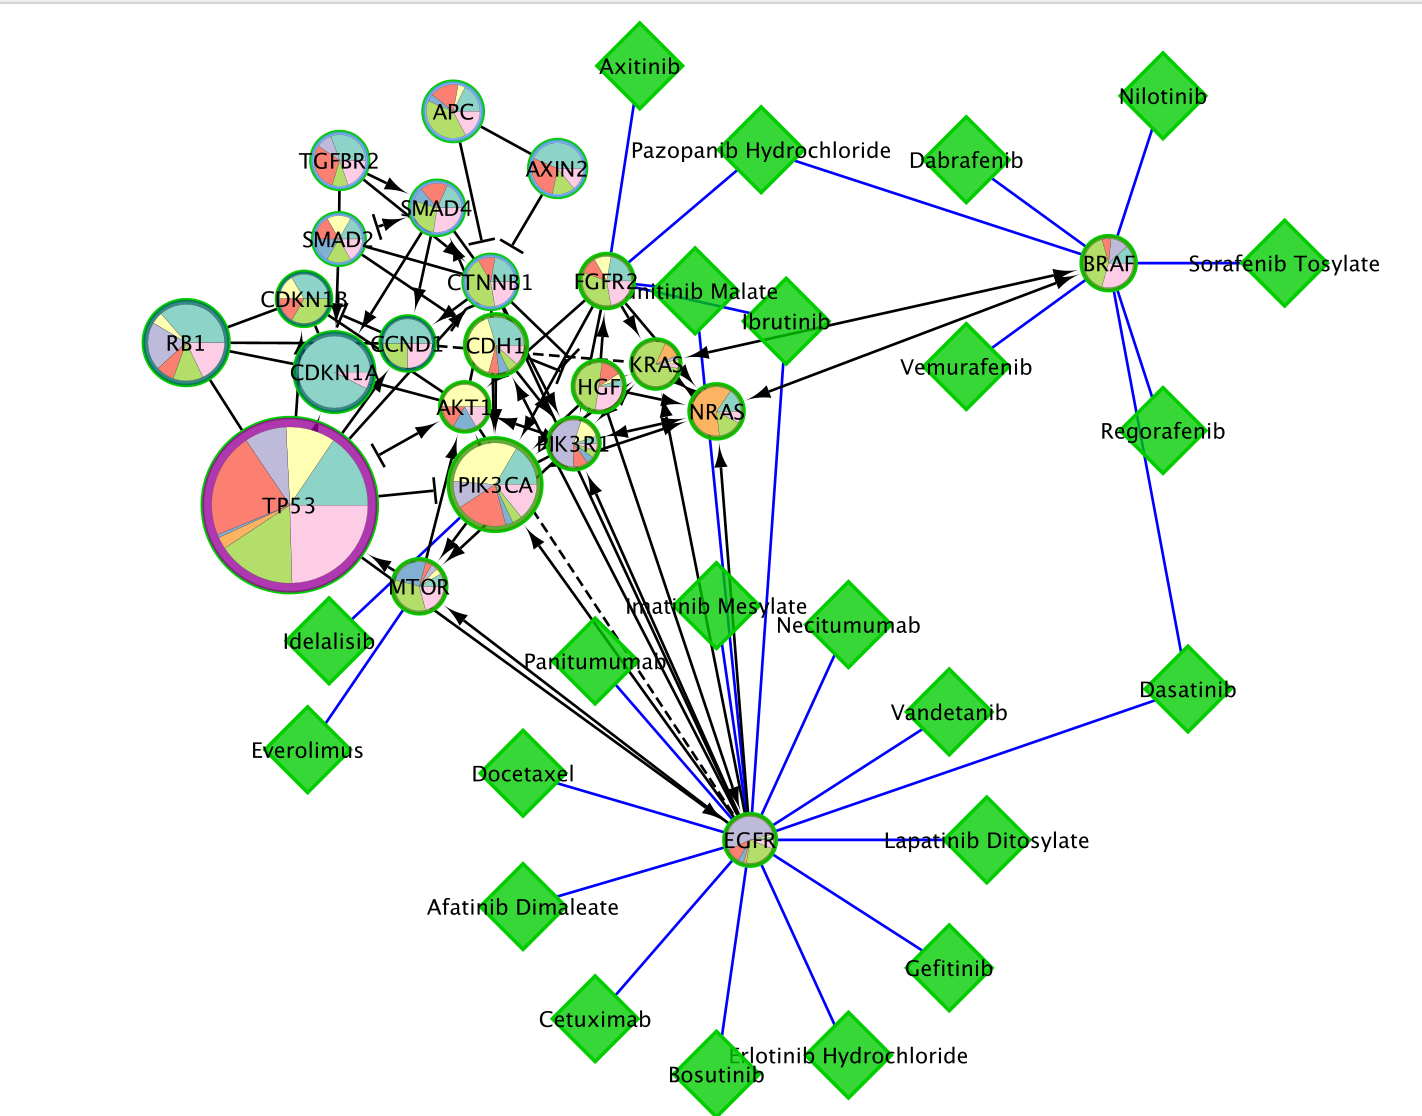 Axitinib
Nilotinib
APC
Pazopanib Hydrochloride
Dabrafenib
TGFBR2
AXIN2
SMAD4
SMAD2
BRAF
Sorafenib Tosylate
CTNNB1
FGFR2
nitinib Malate
CDKN1B
Ibrutinib
RB1
CCND1
CDH1
KRAS
Vemurafenib
CDKN1A
HGF
AKT1
NRAS
Regorafenib
PIK3R1
PIK3CA
TP53
MTOR
Imatinib Mesylate
Necitumumab
Idelalisib
Panitumumab
Dasatinib
Vandetanib
Everolimus
Docetaxel
EGFR
Lapatinib Ditosylate
Afatinib Dimaleate
Gefitinib
Cetuximab
Erlotinib Hydrochloride
Bosutinib